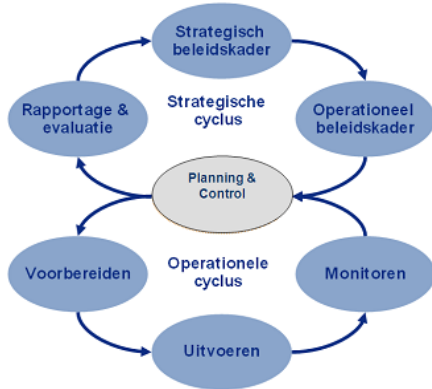 Strategisch
beleidskader
Rapportage &
evaluatie
Strategische
cyclus
Operationeel
beleidskader
Planning &
Control
Voorbereiden
Operationele
cyclus
Monitoren
Uitvoeren